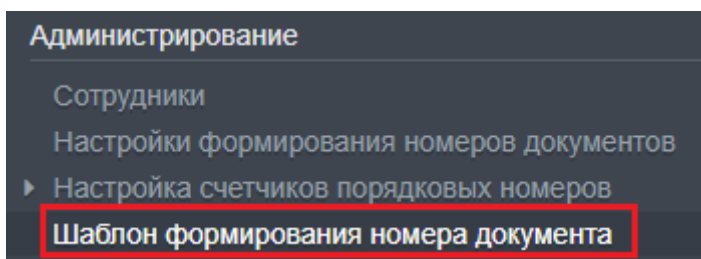 Администрирование
Сотрудники
Настройки формирования номеров документов
Настройка счетчиков порядковых номеров
Шаблон формирования номера документа